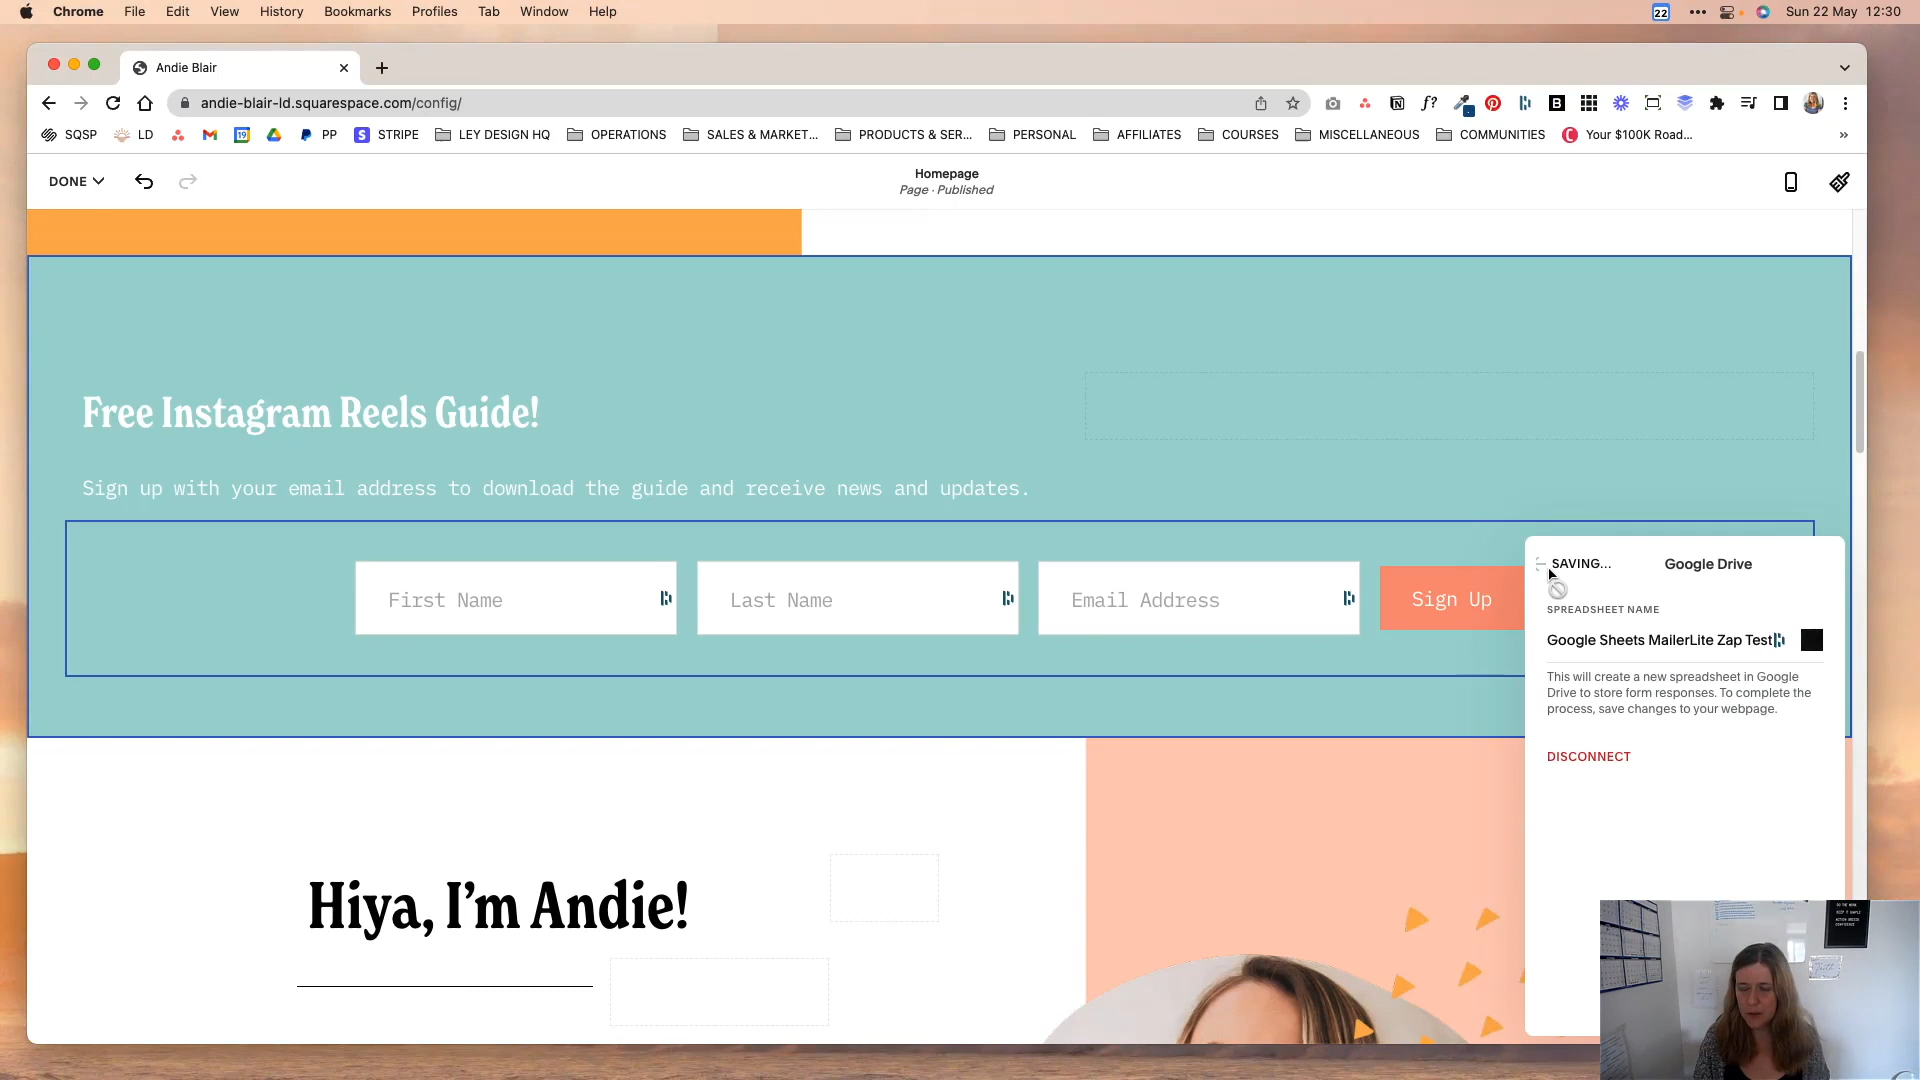 Chrome File Edit View History Bookmarks Profiles Tab Window Help
22 Sun 22 May 12:30
Andie Blair
andie-blair-ld.squarespace.com/config/
SQSP LD 19 PP STRIPE LEY DESIGN HQ OPERATIONS SALES & MARKET... PRODUCTS & SER... PERSONAL AFFILIATES COURSES MISCELLANEOUS COMMUNITIES Your $100K Road...
DONE
Homepage
Page · Published
Free Instagram Reels Guide!
Sign up with your email address to download the guide and receive news and updates.
First Name
Last Name
Email Address
Sign Up
SAVING...
Google Drive
SPREADSHEET NAME
Google Sheets MailerLite Zap Test
This will create a new spreadsheet in Google
Drive to store form responses. To complete the
process, save changes to your webpage.
DISCONNECT
Hiya, I'm Andie!